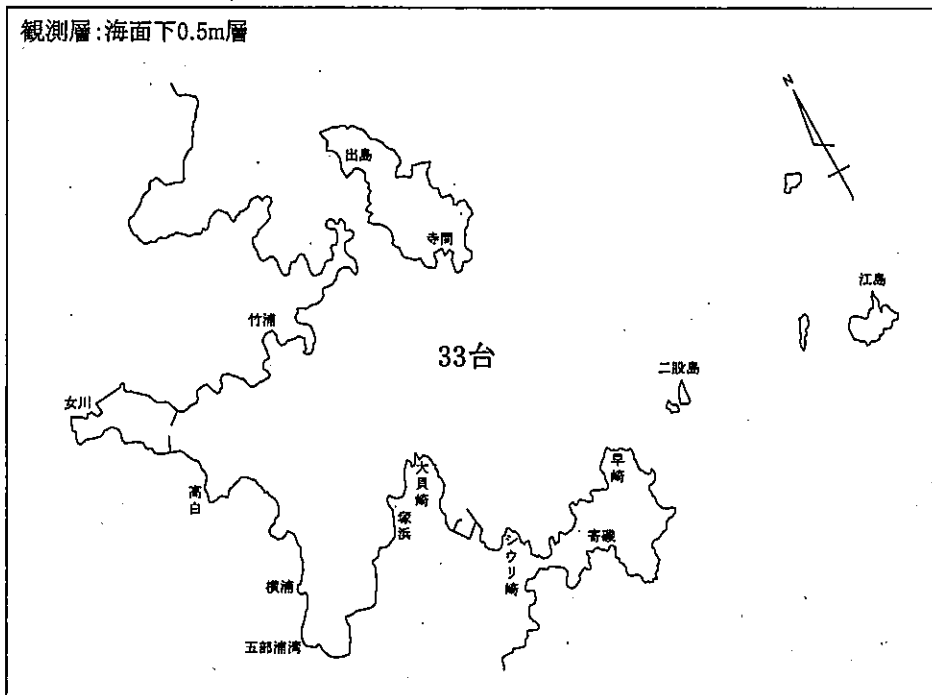 観測層:海面下0.5m層
N
出島
寺間
江島
竹浦
33台
二股島
女川
早崎
大貝崎
高白
塚浜
寄磯
シウリ崎
横浦
五部浦湾